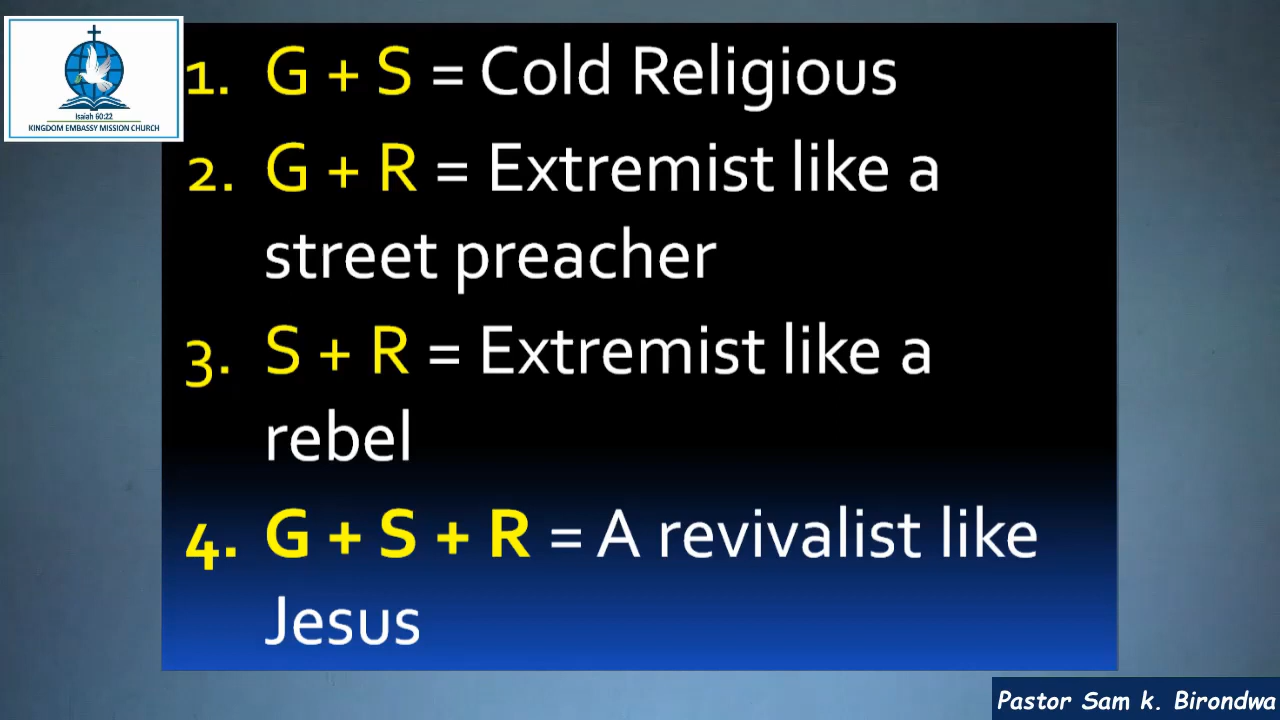 Isaiah 60:22
KINGDOM EMBASSY MISSION CHURCH
1. G + S = Cold Religious
2. G + R = Extremist like a
street preacher
3. S + R = Extremist like a
rebel
4. G + S + R = A revivalist like
Jesus
Pastor Sam k. Birondwa